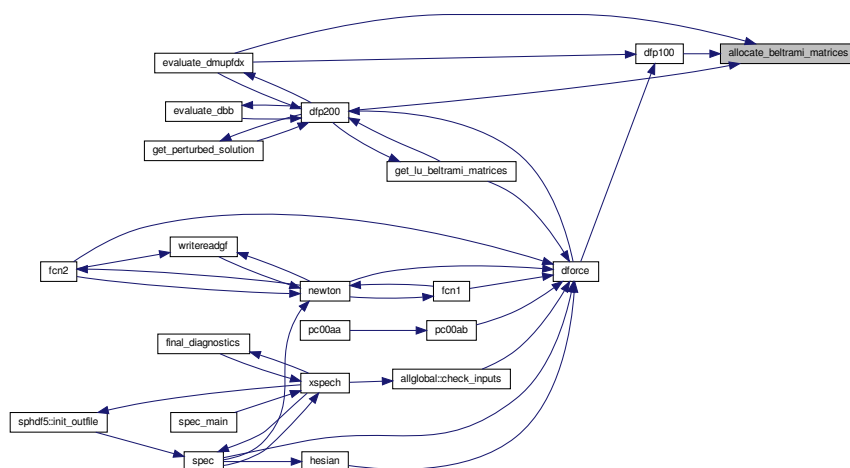 allocate_beltrami_matrices
dfp100
evaluate_dmupfdx
evaluate_dbb
dfp200
get_perturbed_solution
get_lu_beltrami_matrices
writereadgf
fcn2
dforce
newton
fcn1
pc00aa
pc00ab
final_diagnostics
xspech
allglobal::check_inputs
sphdf5::init_outfile
spec_main
spec
hesian